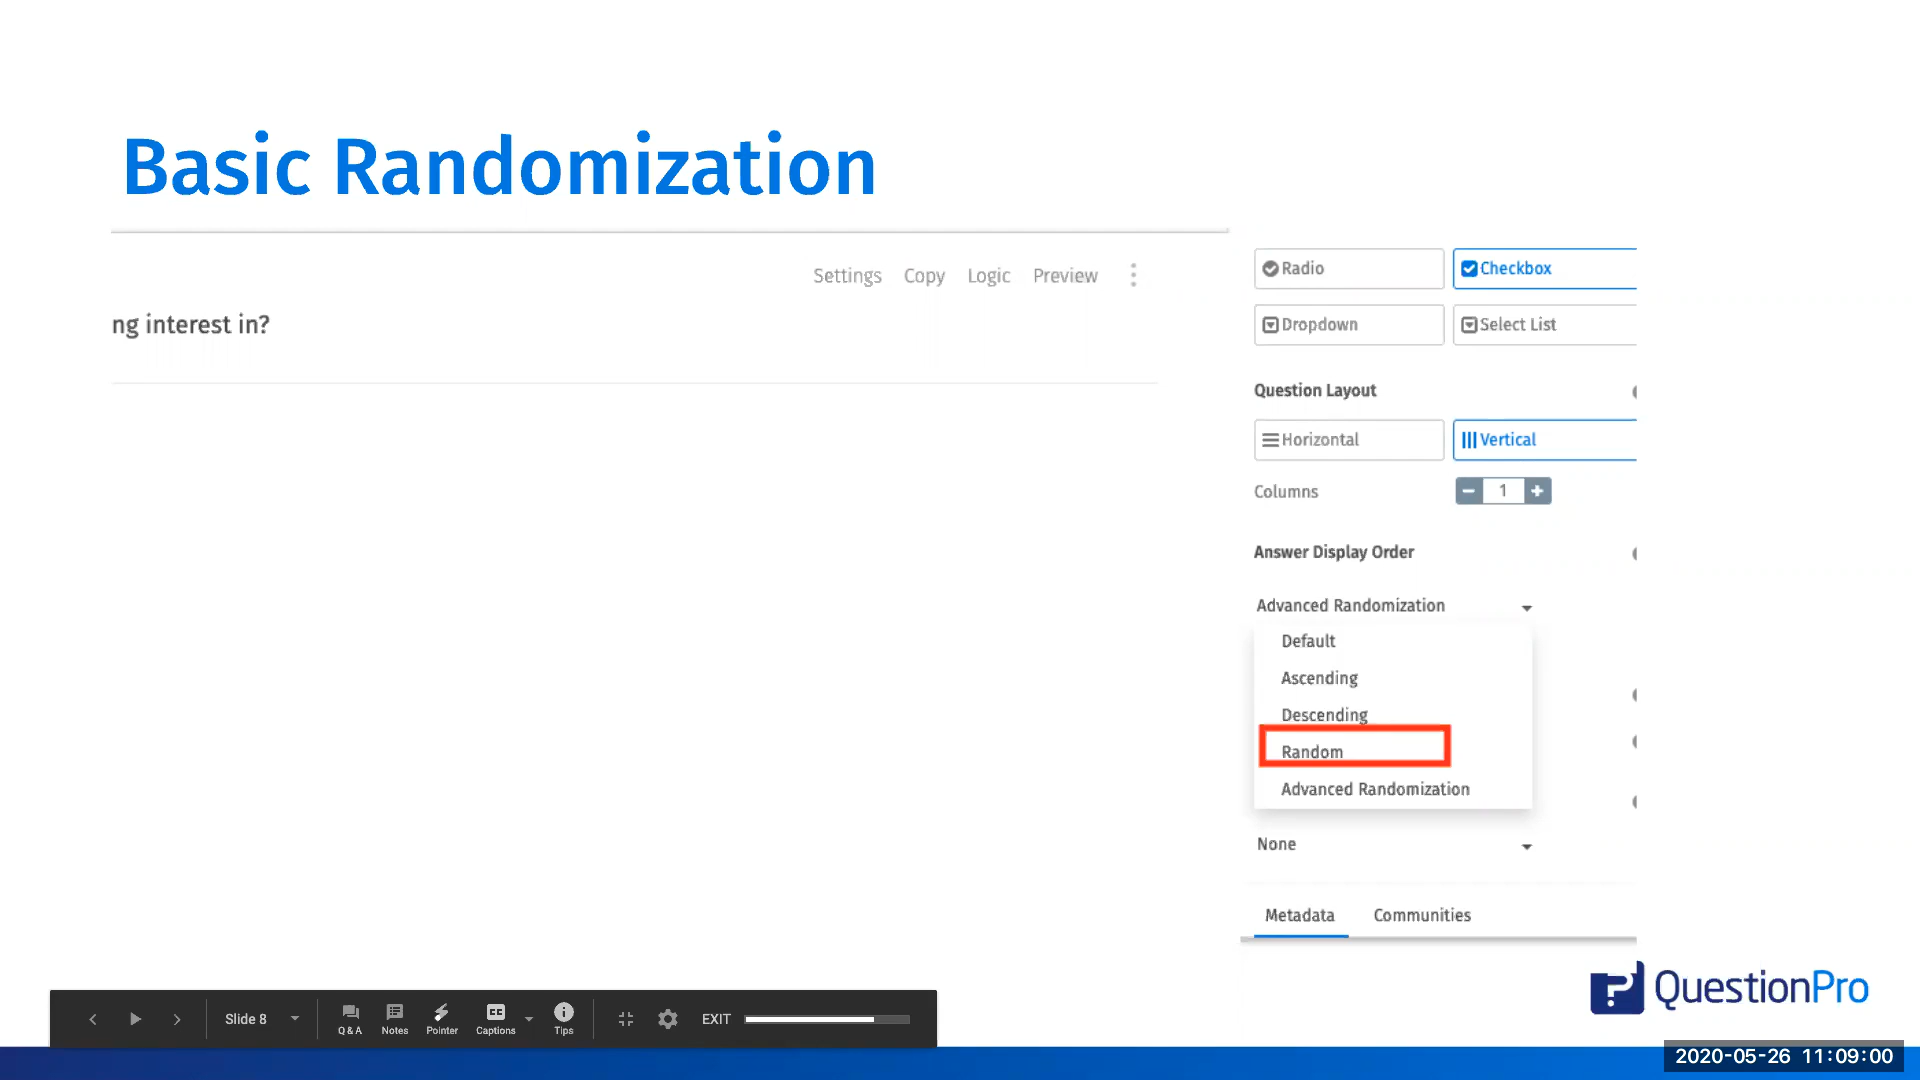 Basic Randomization
Settings Copy Logic Preview
ng interest in?
Radio Checkbox
Dropdown Select List
Question Layout
Horizontal Vertical
Columns 1
Answer Display Order
Advanced Randomization
Default
Ascending
Descending
Random
Advanced Randomization
None
Metadata Communities
QuestionPro
Slide 8 Q&A Notes Pointer CC Captions Tips EXIT
2020-05-26 11:09:00